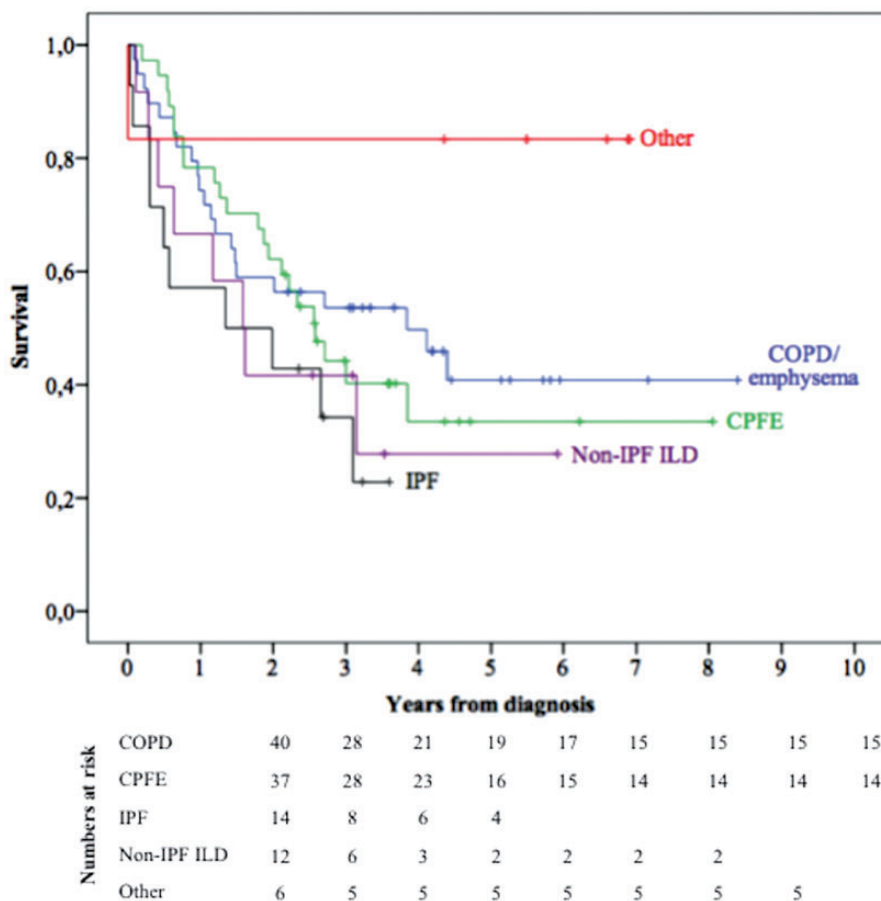 1,0
0,8
0,6
0,4
0,2
0,0
Survival
Other
COPD/
emphysema
CPFE
Non-IPF ILD
IPF
0 1 2 3 4 5 6 7 8 9 10
Years from diagnosis
Numbers at risk
COPD 40 28 21 19 17 15 15 15 15
CPFE 37 28 23 16 15 14 14 14 14
IPF 14 8 6 4
Non-IPF ILD 12 6 3 2 2 2 2
Other 6 5 5 5 5 5 5 5